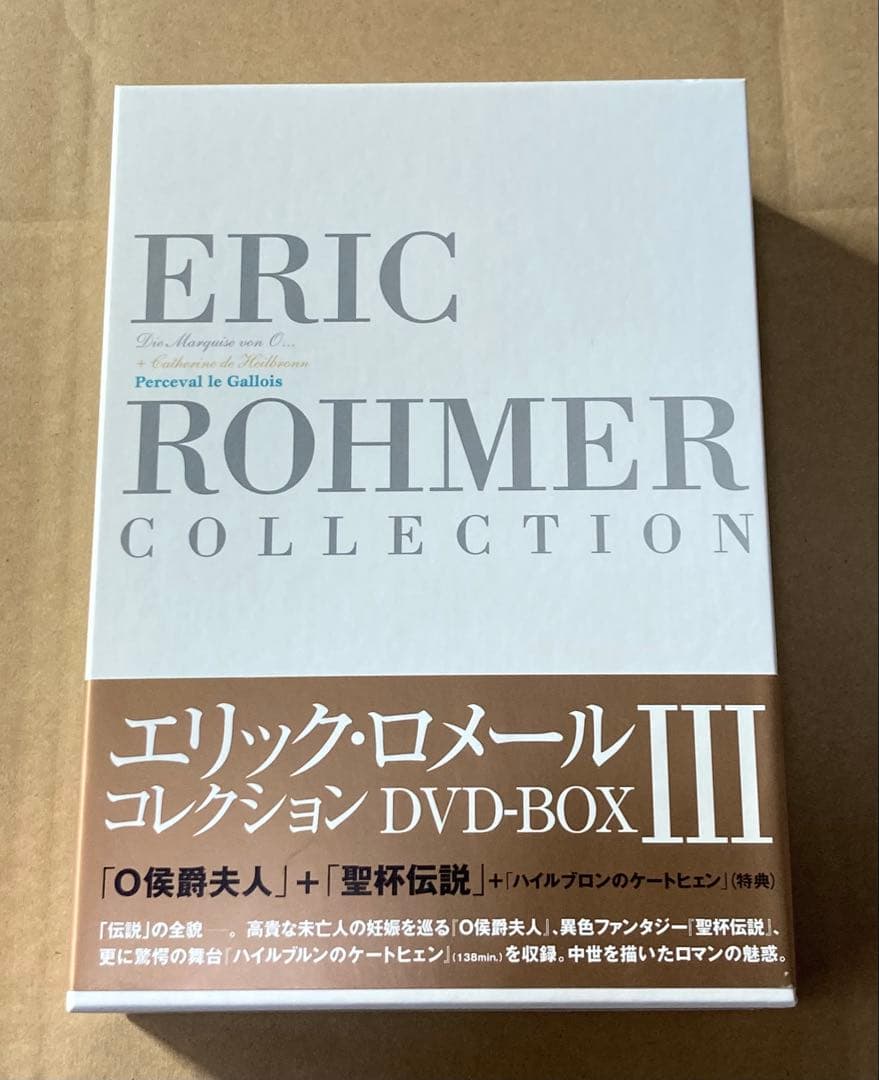 ERIC
Die Marquise von O...
+ Catherine de Heilbronn
Perceval le Gallois
ROHMER
COLLECTION
エリック・ロメール
コレクション DVD-BOX III
「O侯爵夫人」+「聖杯伝説」+「ハイルブロンのケートヒェン」(特典)
「伝説」の全貌―。高貴な未亡人の妊娠を巡る『O侯爵夫人』、異色ファンタジー『聖杯伝説』、
更に驚愕の舞台『ハイルブルンのケートヒェン』(138min.)を収録。中世を描いたロマンの魅惑。